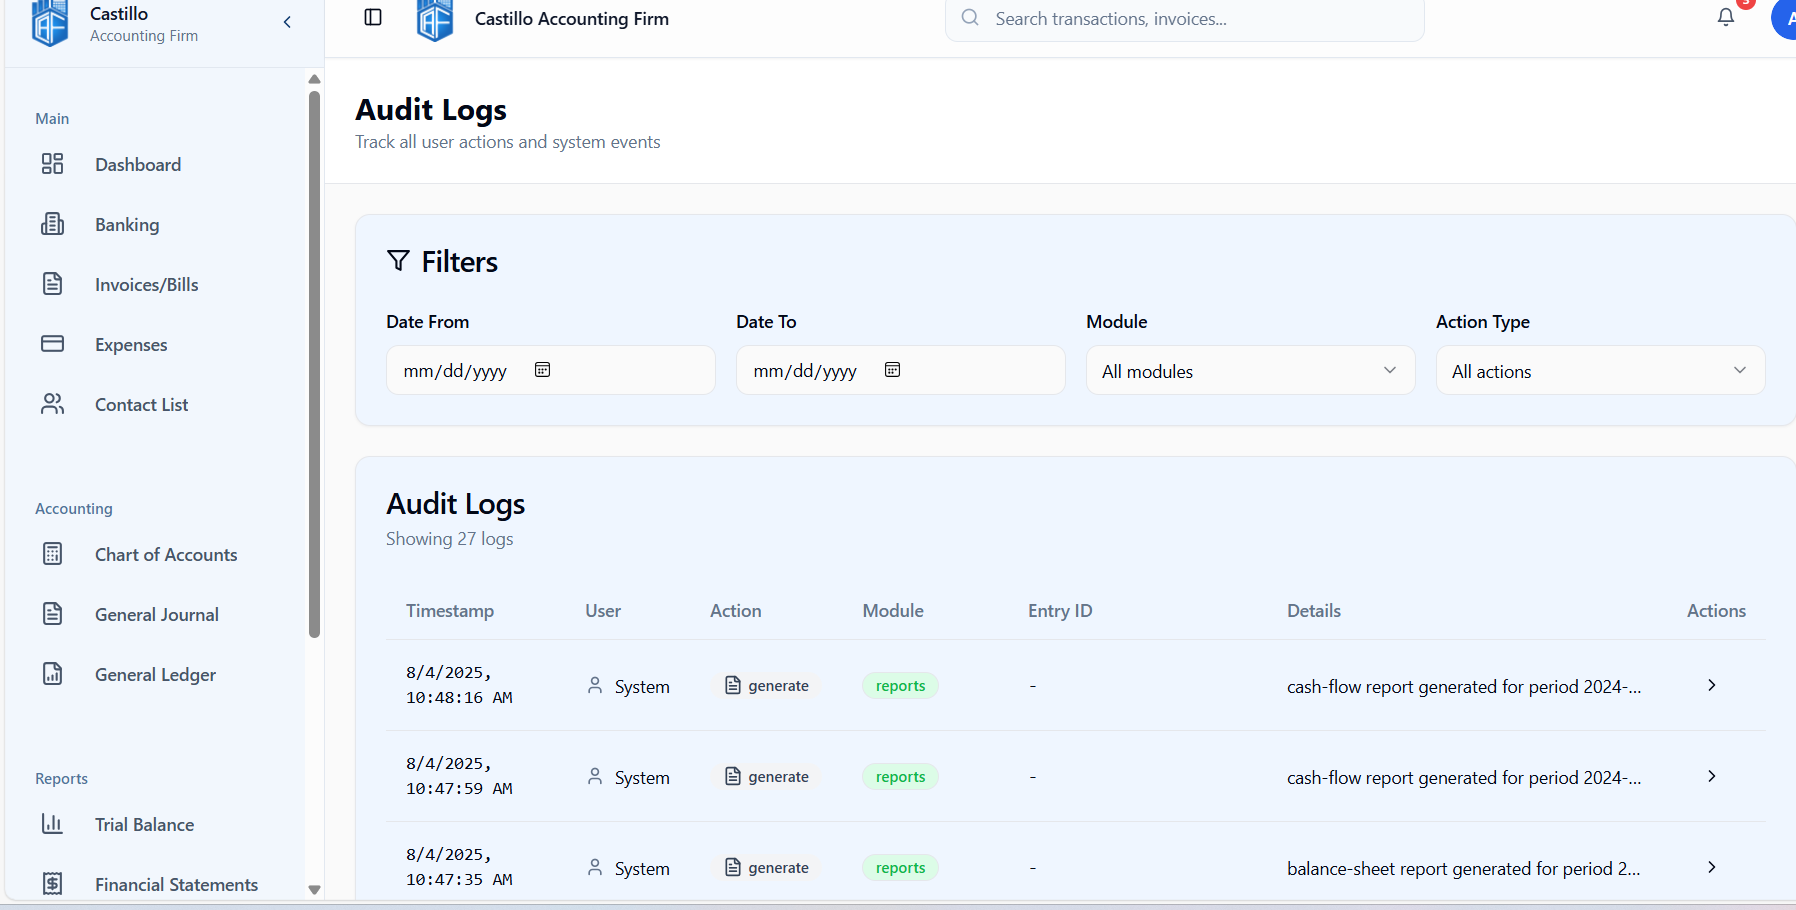 Castillo
Accounting Firm
Castillo Accounting Firm
Search transactions, invoices...
3
A
Main
Dashboard
Banking
Invoices/Bills
Expenses
Contact List
Accounting
Chart of Accounts
General Journal
General Ledger
Reports
Trial Balance
Financial Statements
Audit Logs
Track all user actions and system events
Filters
Date From
Date To
Module
Action Type
mm/dd/yyyy
mm/dd/yyyy
All modules
All actions
Audit Logs
Showing 27 logs
Timestamp User Action Module Entry ID Details Actions
8/4/2025,
10:48:16 AM
System generate reports - cash-flow report generated for period 2024-...
8/4/2025,
10:47:59 AM
System generate reports - cash-flow report generated for period 2024-...
8/4/2025,
10:47:35 AM
System generate reports - balance-sheet report generated for period 2...